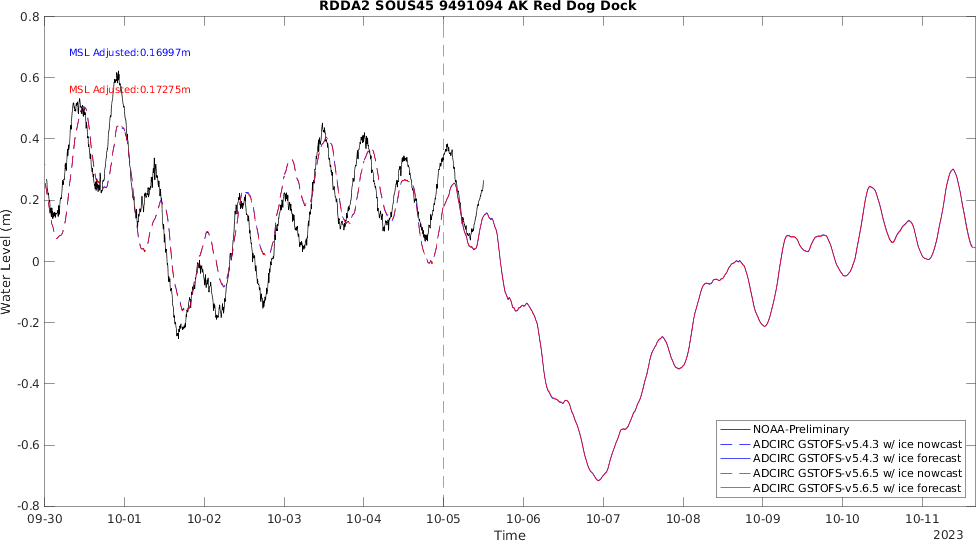 RDDA2 SOUS45 9491094 AK Red Dog Dock
0.8
0.6
0.4
0.2
0
-0.2
-0.4
-0.6
-0.8
Water Level (m)
MSL Adjusted:0.16997m
MSL Adjusted:0.17275m
NOAA-Preliminary
ADCIRC GSTOFS-v5.4.3 w/ ice nowcast
ADCIRC GSTOFS-v5.4.3 w/ ice forecast
ADCIRC GSTOFS-v5.6.5 w/ ice nowcast
ADCIRC GSTOFS-v5.6.5 w/ ice forecast
09-30 10-01 10-02 10-03 10-04 10-05 10-06 10-07 10-08 10-09 10-10 10-11
Time
2023